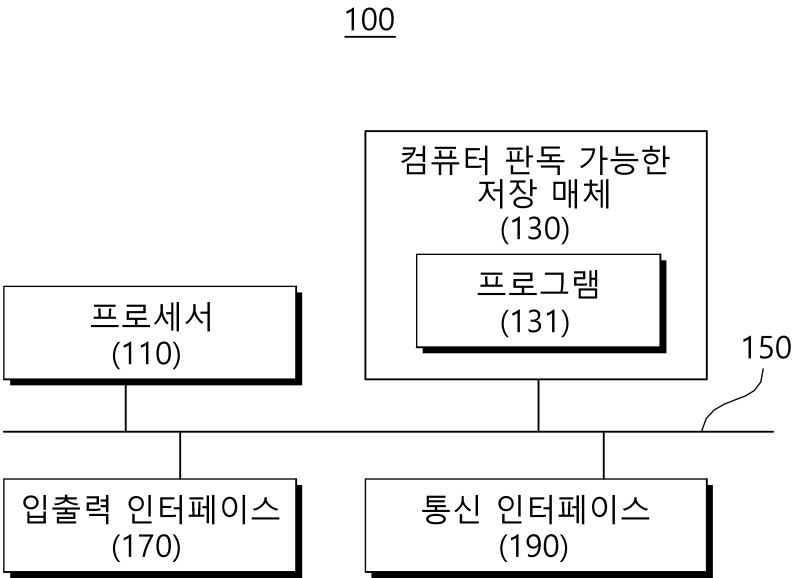 100
컴퓨터 판독 가능한
저장 매체
(130)
프로그램
(131)
프로세서
(110)
150
입출력 인터페이스
(170)
통신 인터페이스
(190)